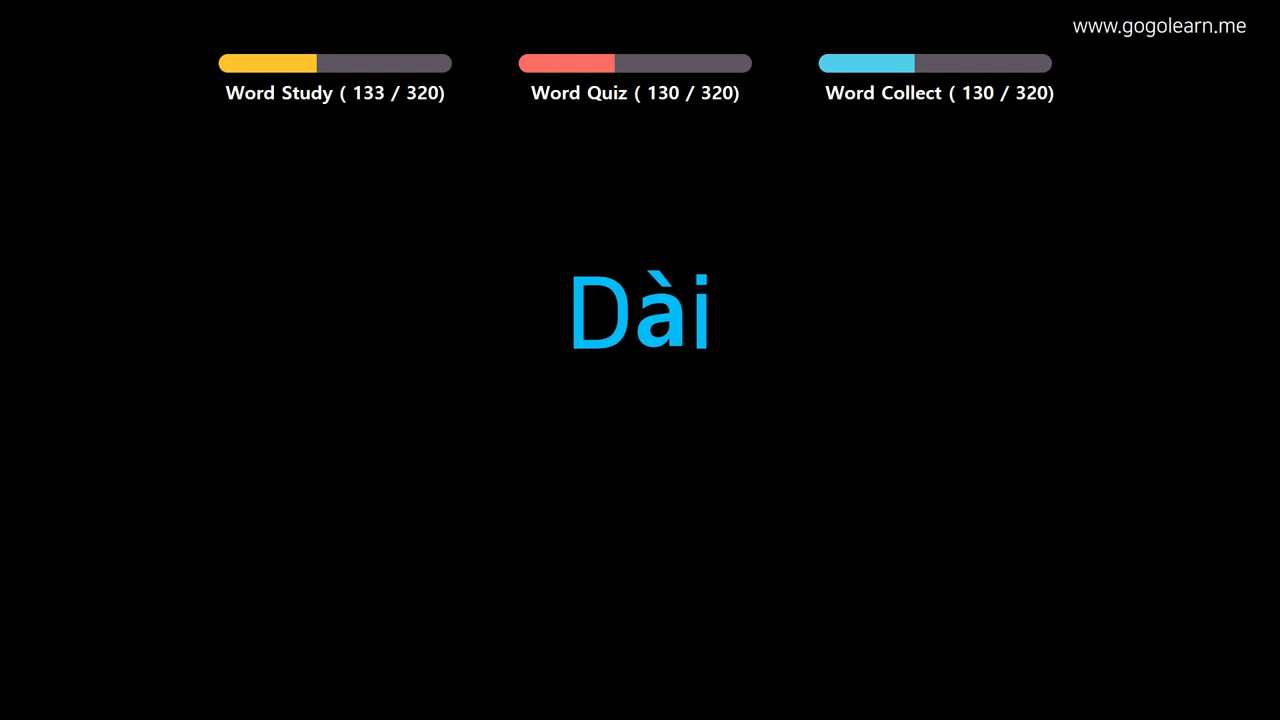 www.gogolearn.me
Word Study ( 133 / 320)
Word Quiz ( 130 / 320)
Word Collect ( 130 / 320)
Dài